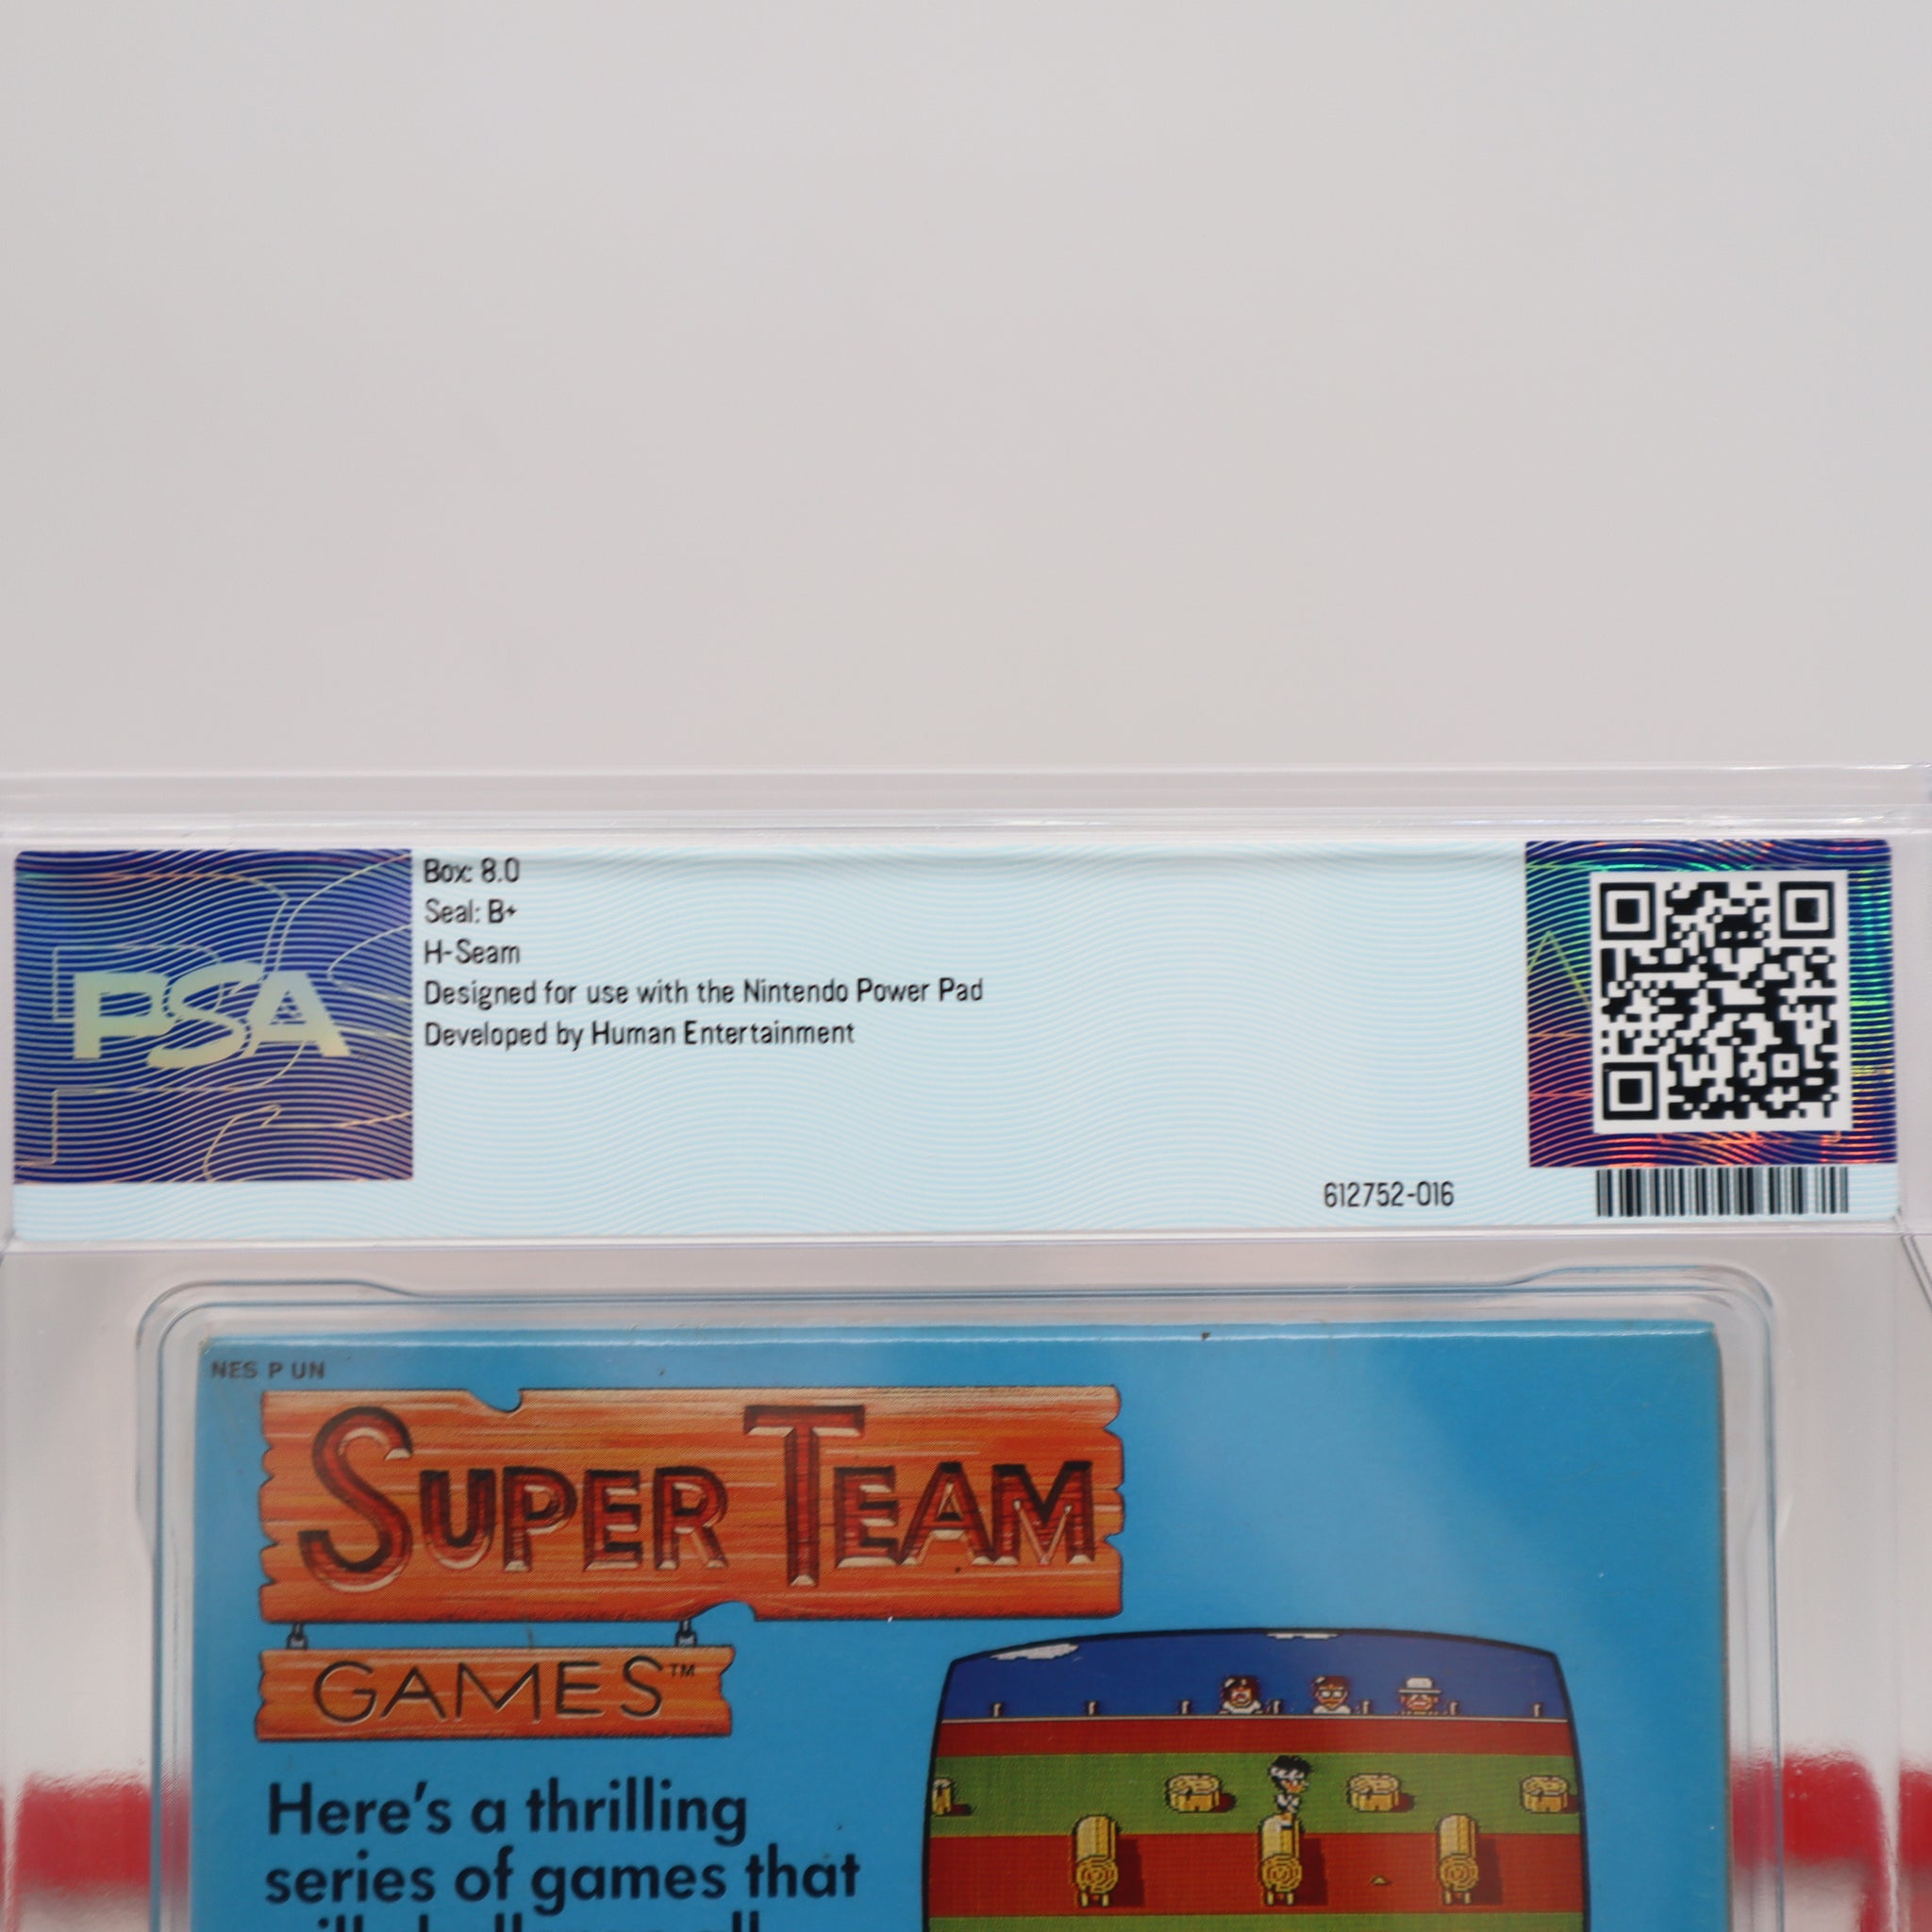 PSA
Box: 8.0
Seal: B+
H-Seam
Designed for use with the Nintendo Power Pad
Developed by Human Entertainment
612752-016
NES P UN
SUPER TEAM
GAMES™
Here's a thrilling
series of games that